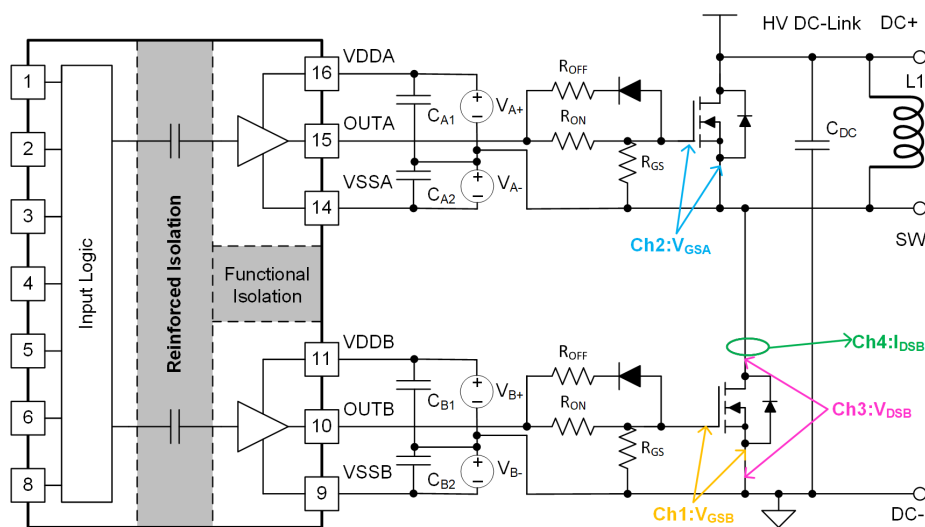 HV DC-Link
DC+
1
2
3
4
5
6
8
Input Logic
Reinforced Isolation
Functional
Isolation
VDDA
16
OUTA
15
VSSA
14
CA1
CA2
VA+
VA-
ROFF
RON
RGS
CDC
L1
SW
Ch2:VGSA
VDDB
11
OUTB
10
VSSB
9
CB1
CB2
VB+
VB-
ROFF
RON
RGS
Ch4:IDSB
Ch3:VDSB
Ch1:VGSB
DC-